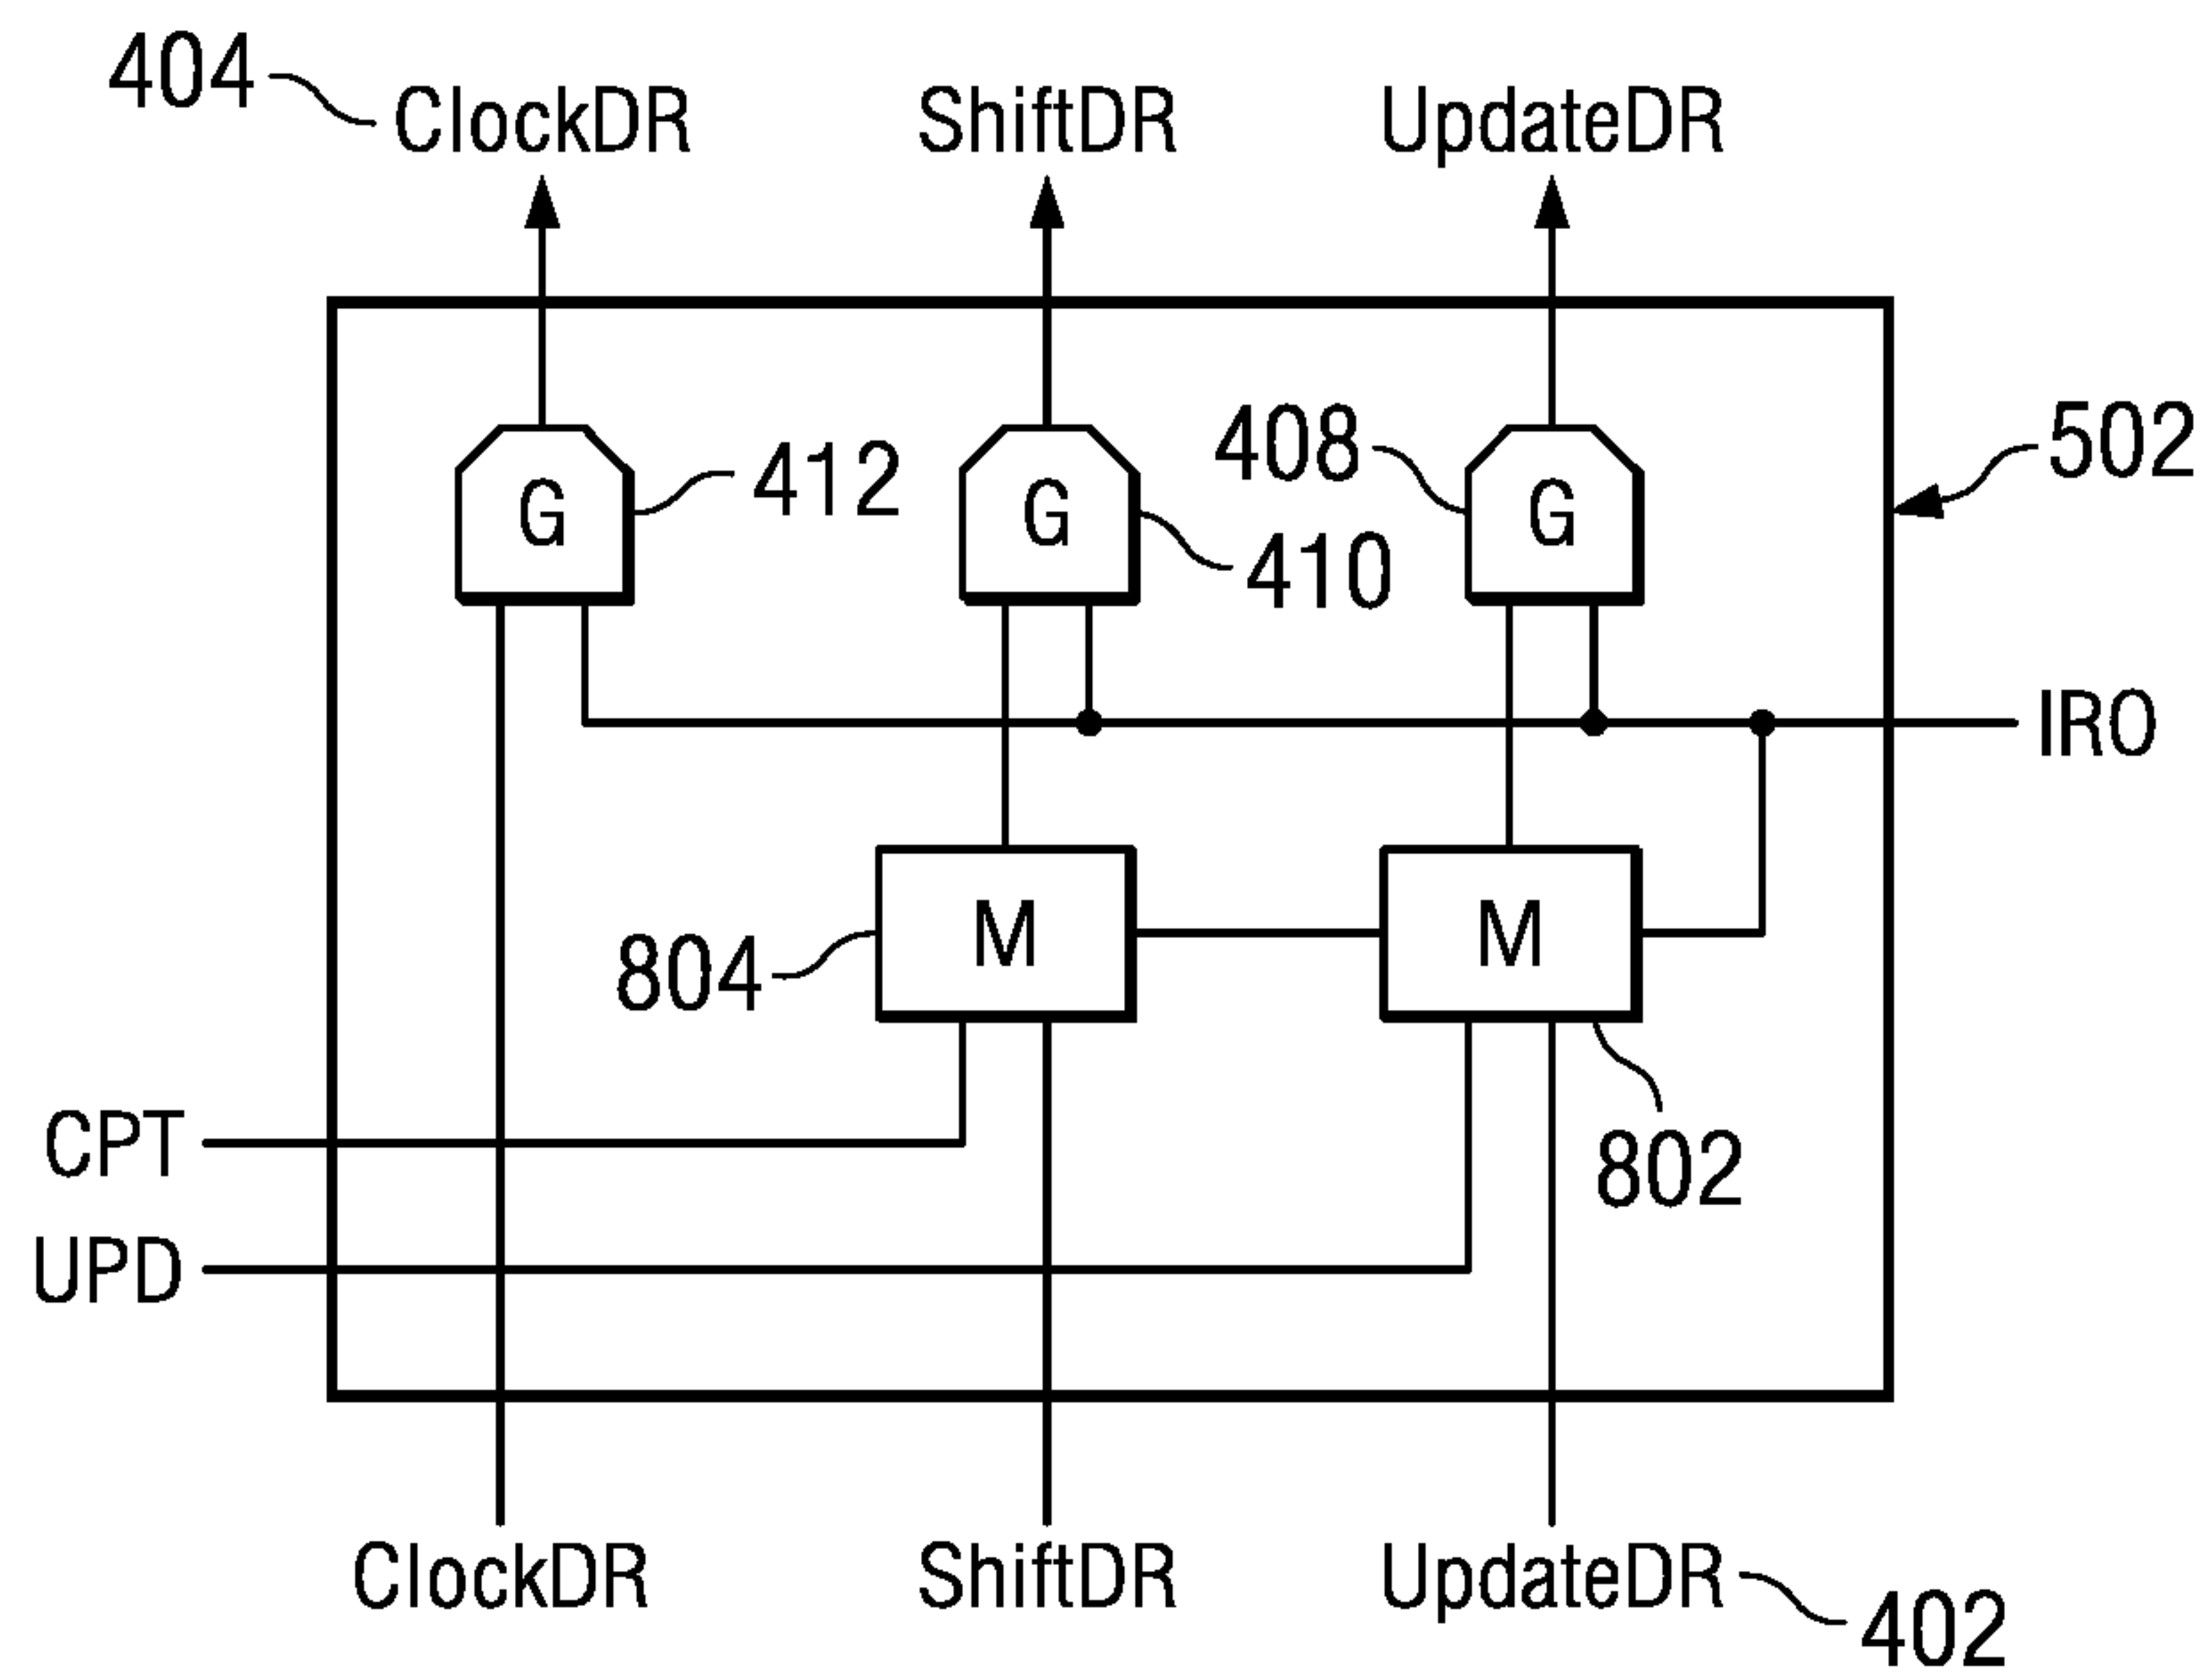 404 ClockDR ShiftDR UpdateDR
G 412 G 410 408 G 502
IRO
804 M M 802
CPT
UPD
ClockDR ShiftDR UpdateDR 402